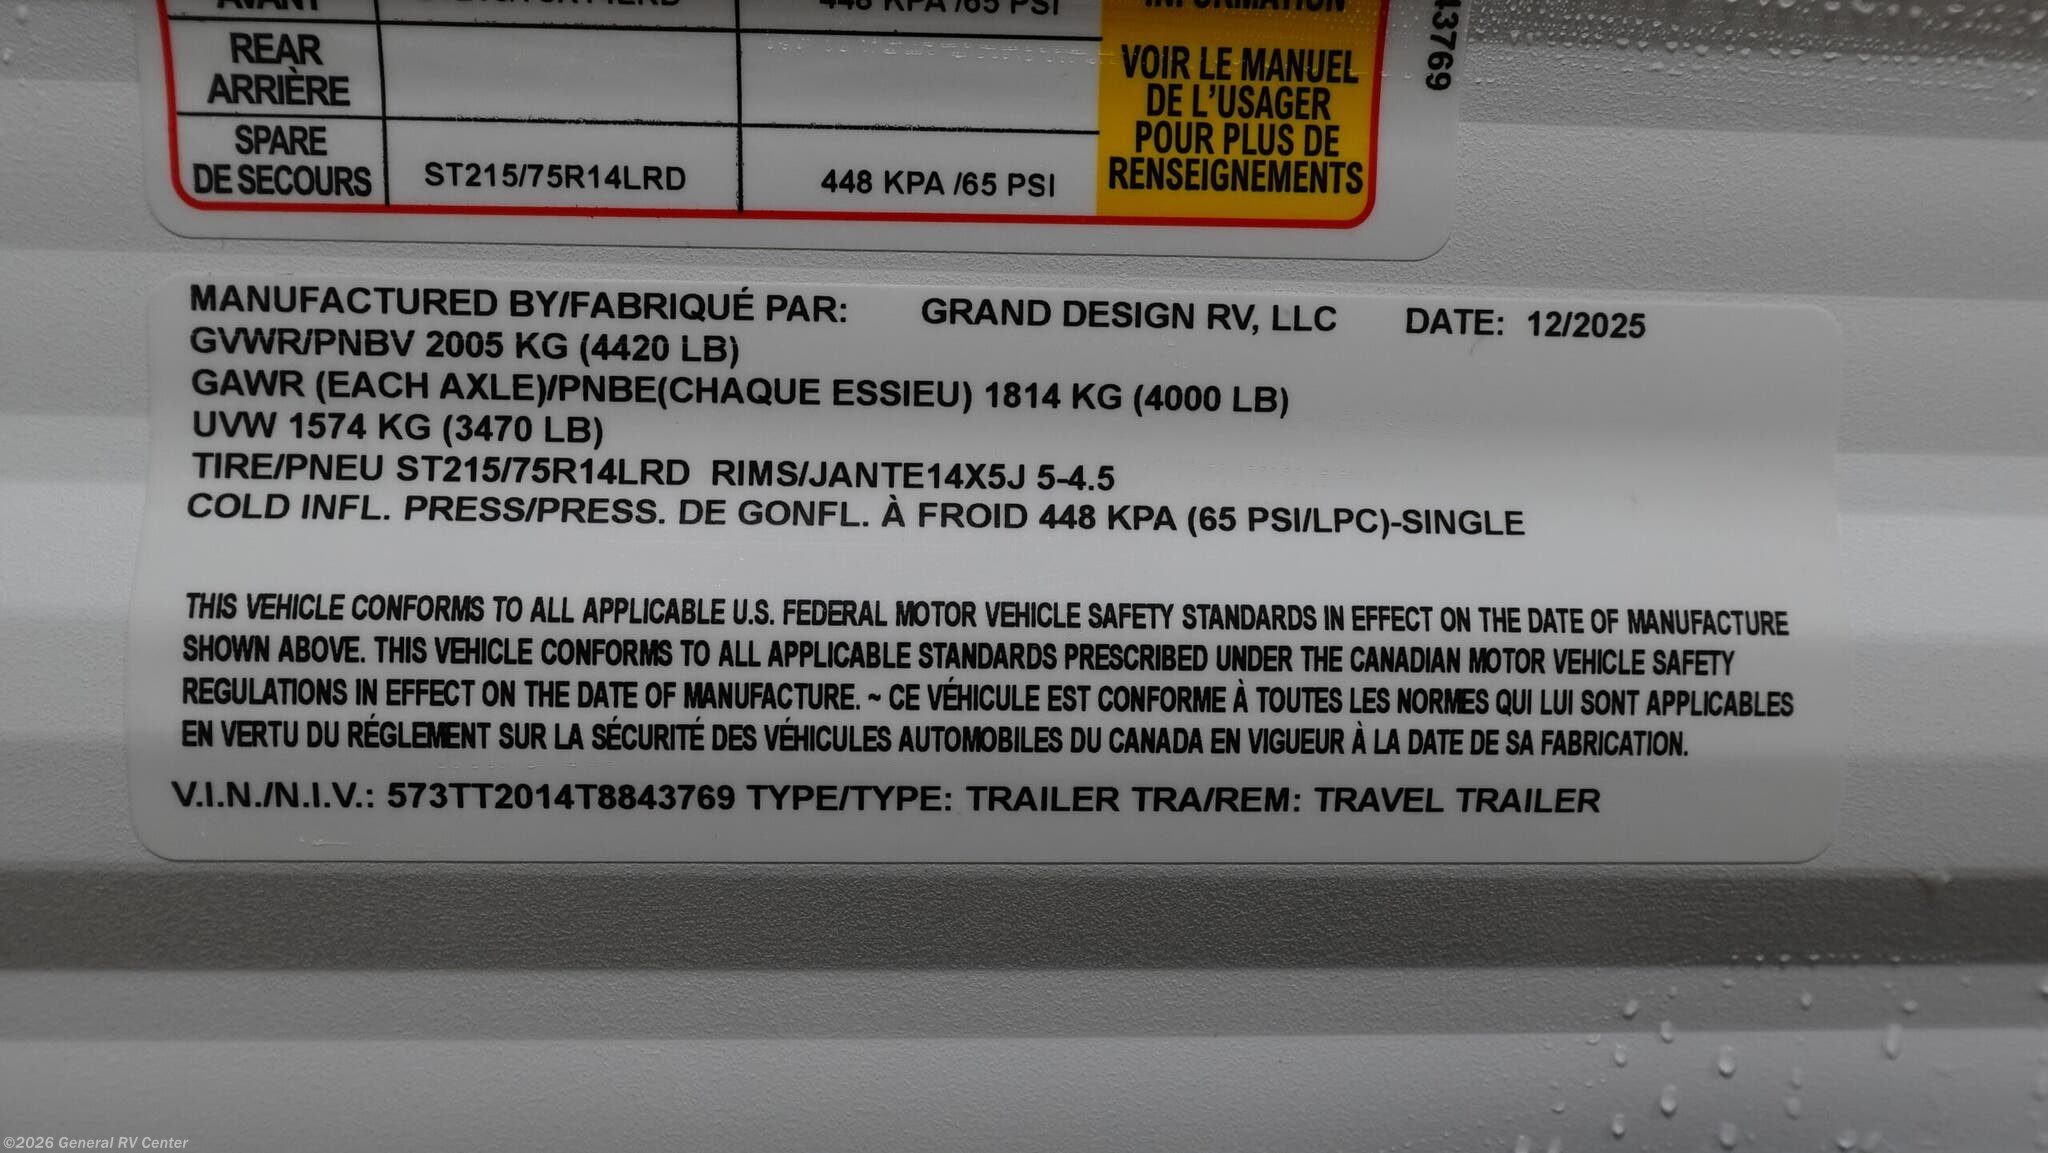 AVANT 448 KPA /65 PSI INFORMATION
REAR
ARRIÈRE
SPARE
DE SECOURS ST215/75R14LRD 448 KPA /65 PSI
VOIR LE MANUEL
DE L'USAGER
POUR PLUS DE
RENSEIGNEMENTS
13769
MANUFACTURED BY/FABRIQUÉ PAR: GRAND DESIGN RV, LLC DATE: 12/2025
GVWR/PNBV 2005 KG (4420 LB)
GAWR (EACH AXLE)/PNBE(CHAQUE ESSIEU) 1814 KG (4000 LB)
UVW 1574 KG (3470 LB)
TIRE/PNEU ST215/75R14LRD RIMS/JANTE14X5J 5-4.5
COLD INFL. PRESS/PRESS. DE GONFL. À FROID 448 KPA (65 PSI/LPC)-SINGLE
THIS VEHICLE CONFORMS TO ALL APPLICABLE U.S. FEDERAL MOTOR VEHICLE SAFETY STANDARDS IN EFFECT ON THE DATE OF MANUFACTURE
SHOWN ABOVE. THIS VEHICLE CONFORMS TO ALL APPLICABLE STANDARDS PRESCRIBED UNDER THE CANADIAN MOTOR VEHICLE SAFETY
REGULATIONS IN EFFECT ON THE DATE OF MANUFACTURE. ~ CE VÉHICULE EST CONFORME À TOUTES LES NORMES QUI LUI SONT APPLICABLES
EN VERTU DU RÉGLEMENT SUR LA SÉCURITÉ DES VÉHICULES AUTOMOBILES DU CANADA EN VIGUEUR À LA DATE DE SA FABRICATION.
V.I.N./N.I.V.: 573TT2014T8843769 TYPE/TYPE: TRAILER TRA/REM: TRAVEL TRAILER
©2026 General RV Center